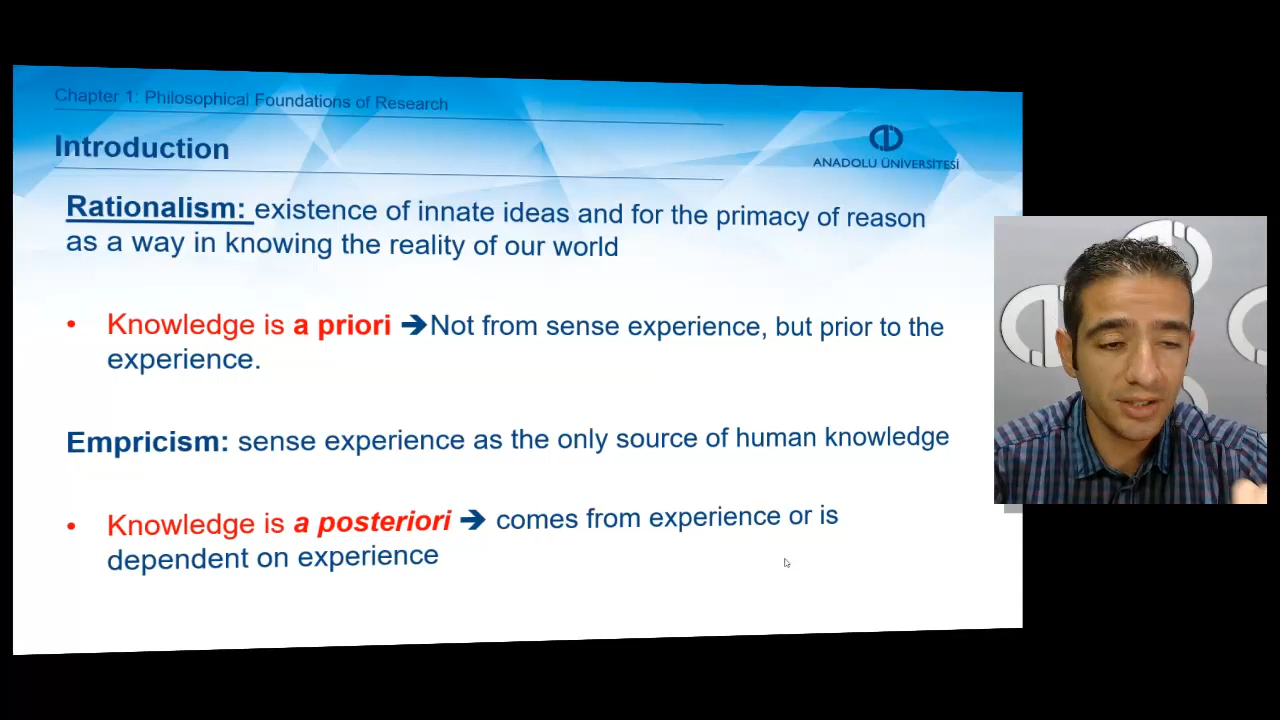 Chapter 1: Philosophical Foundations of Research
Introduction
ANADOLU ÜNİVERSİTESİ
Rationalism: existence of innate ideas and for the primacy of reason
as a way in knowing the reality of our world
• Knowledge is a priori ➔Not from sense experience, but prior to the
experience.
Empricism: sense experience as the only source of human knowledge
• Knowledge is a posteriori ➔ comes from experience or is
dependent on experience